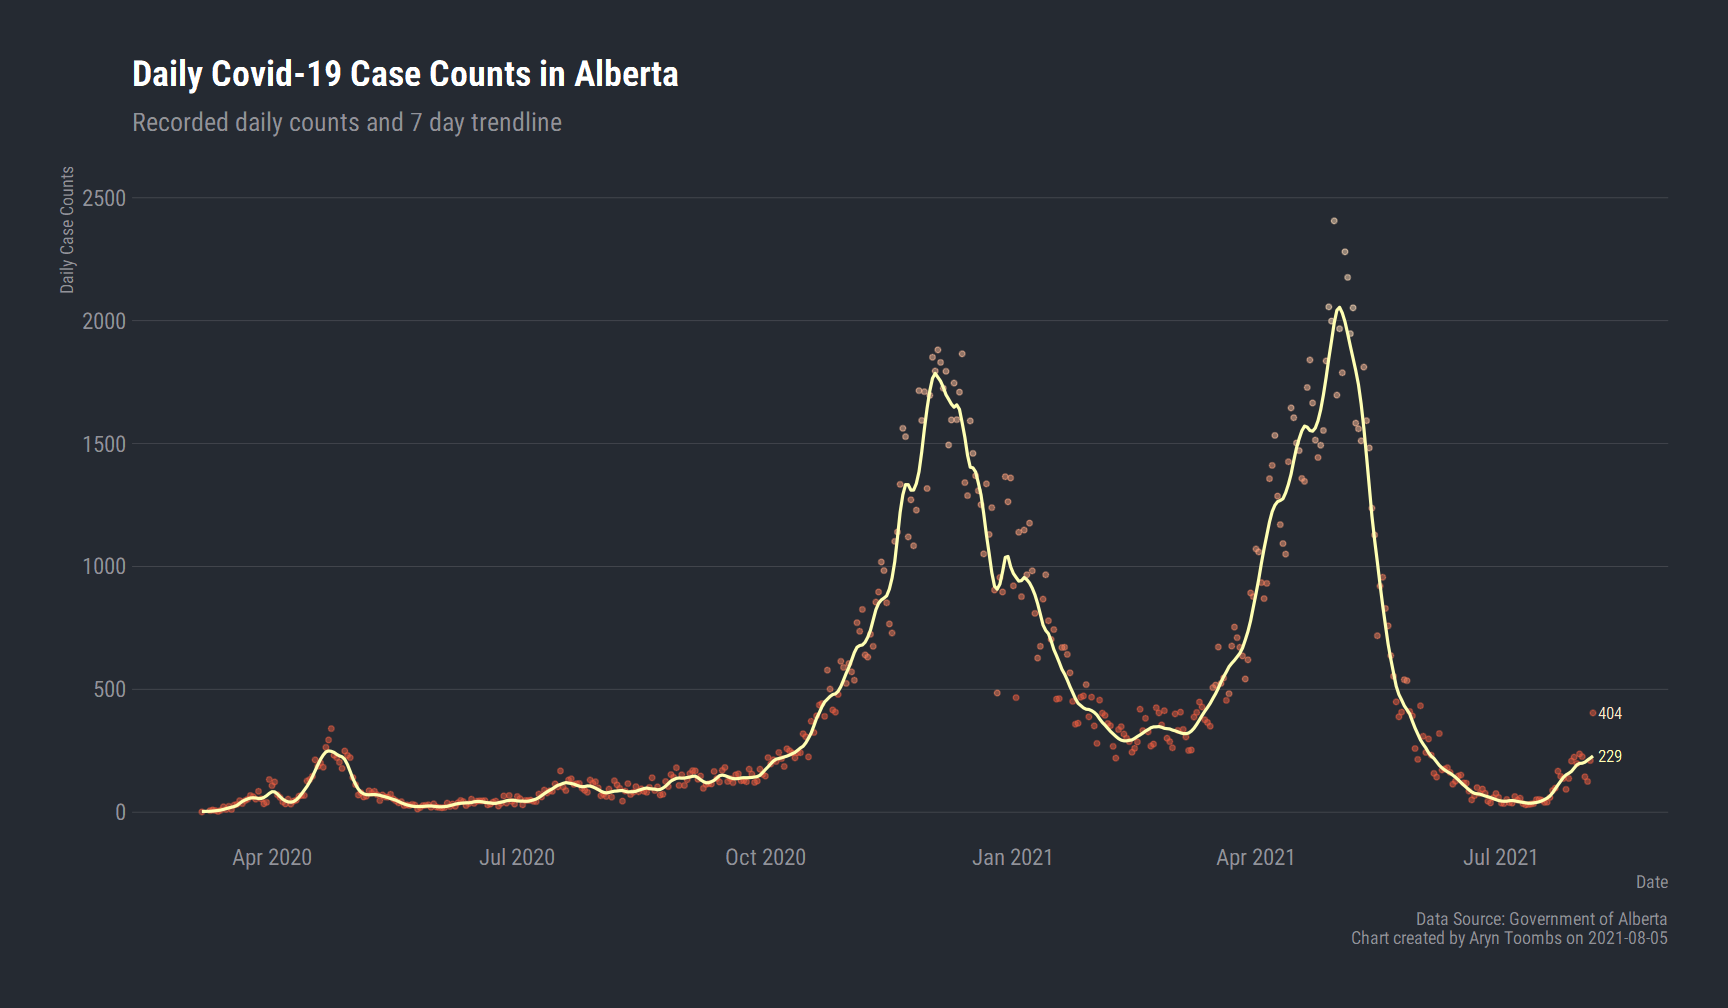 Daily Covid-19 Case Counts in Alberta
Recorded daily counts and 7 day trendline
Daily Case Counts
2500
2000
1500
1000
500
0
404
229
Apr 2020
Jul 2020
Oct 2020
Jan 2021
Apr 2021
Jul 2021
Date
Data Source: Government of Alberta
Chart created by Aryn Toombs on 2021-08-05